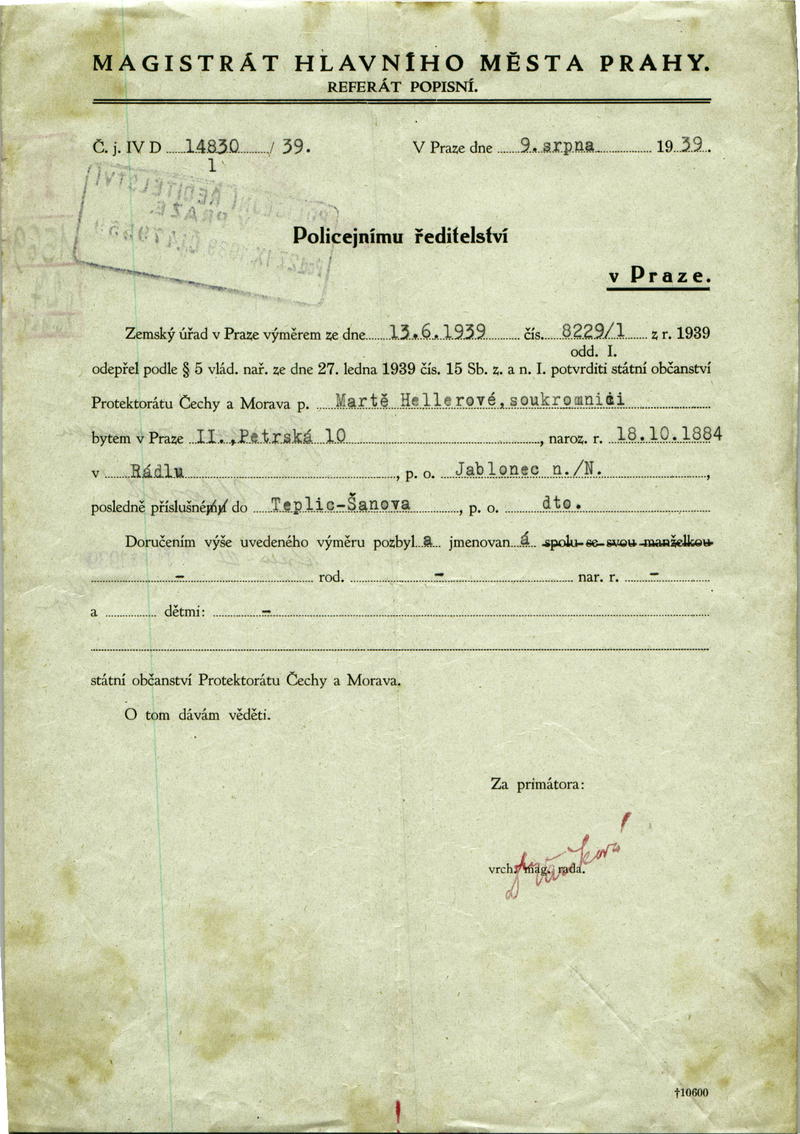 MAGISTRÁT HLAVNÍHO MĚSTA PRAHY.
REFERÁT POPISNÍ.
Č. j. IV D 14830 / 39.
1
V Praze dne 9. srpna 1939.
Policejnímu ředitelství
v Praze.
Zemský úřad v Praze výměrem ze dne 13.6.1939 čís. 8229/1 z r. 1939
odd. I.
odepřel podle § 5 vlád. nař. ze dne 27. ledna 1939 čís. 15 Sb. z. a n. I. potvrditi státní občanství
Protektorátu Čechy a Morava p. Martě Hellerové, soukromnici
bytem v Praze II., Petrská 10, naroz. r. 18.10.1884
v Rádlu, p. o. Jablonec n./N.,
posledně příslušné do Teplic-Šanova, p. o. dto.
Doručením výše uvedeného výměru pozbyl a jmenovan á spolu se svou manželkou
- rod. - nar. r. -
a dětmi: -
státní občanství Protektorátu Čechy a Morava.
O tom dávám věděti.
Za primátora:
vrch. mag. rada.
†10600